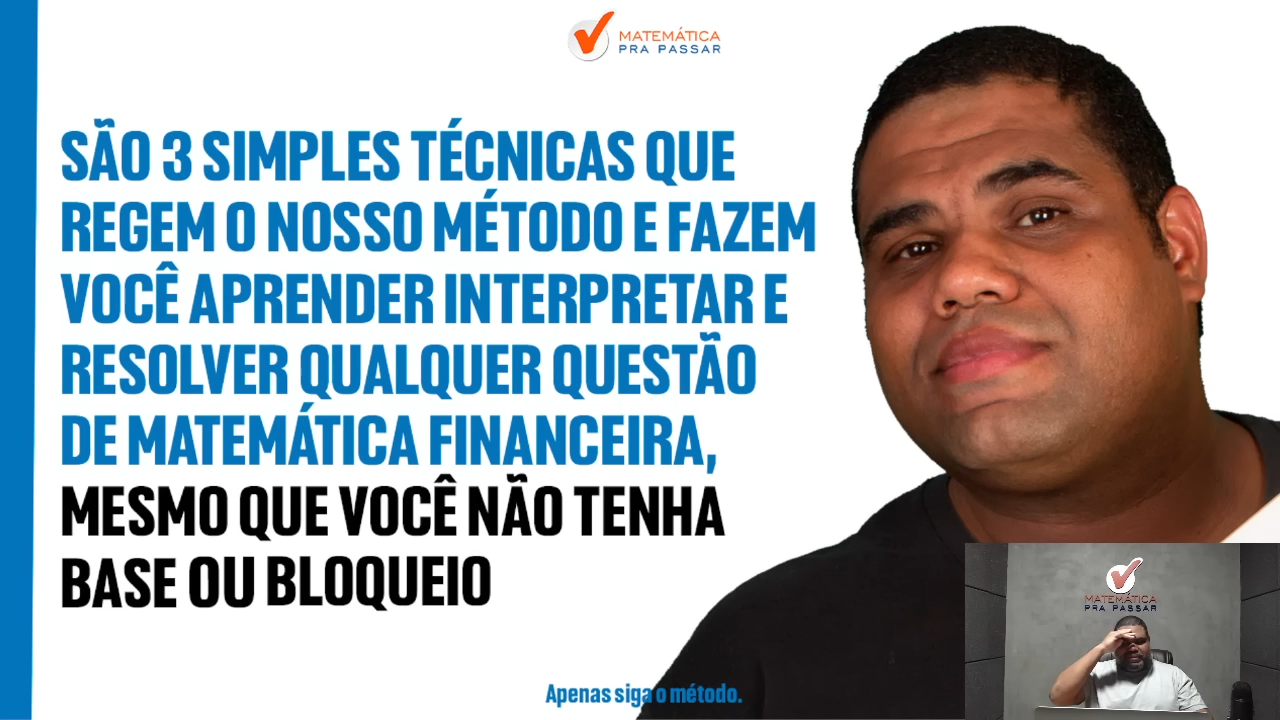 MATEMÁTICA
PRA PASSAR
SÃO 3 SIMPLES TÉCNICAS QUE
REGEM O NOSSO MÉTODO E FAZEM
VOCÊ APRENDER INTERPRETAR E
RESOLVER QUALQUER QUESTÃO
DE MATEMÁTICA FINANCEIRA,
MESMO QUE VOCÊ NÃO TENHA
BASE OU BLOQUEIO
MATEMÁTICA
PRA PASSAR
Apenas siga o método.